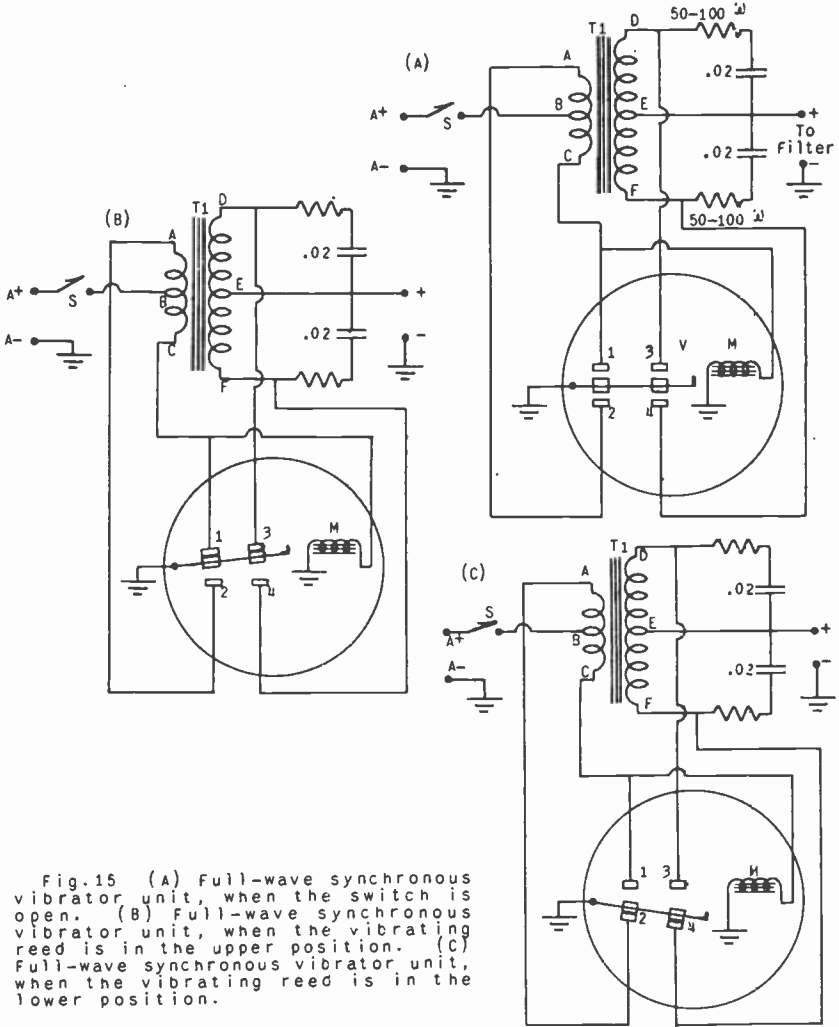 (A)
T1
D
50-100 ω
A
.02
A+
S
B
E
+
To
Filter
-
A-
C
.02
F
50-100 ω
1
3
V
M
2
4
(B)
T1
D
A
.02
A+
S
B
E
+
A-
C
.02
-
F
1
3
M
2
4
(C)
T1
D
A
.02
S
A+
B
E
+
A-
C
.02
-
F
1
3
M
2
4
Fig.15 (A) Full-wave synchronous
vibrator unit, when the switch is
open. (B) Full-wave synchronous
vibrator unit, when the vibrating
reed is in the upper position. (C)
Full-wave synchronous vibrator unit,
when the vibrating reed is in the
lower position.